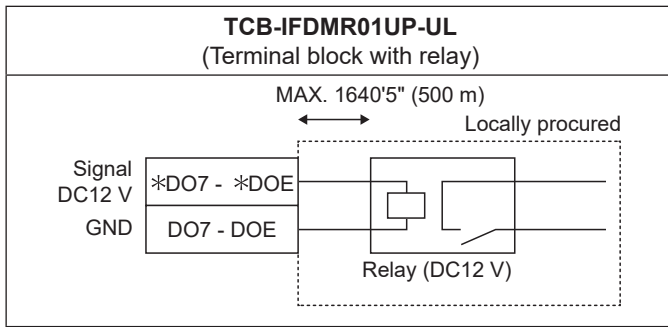 TCB-IFDMR01UP-UL
(Terminal block with relay)
MAX. 1640'5" (500 m)
Locally procured
Signal
DC12 V
＊DO7 - ＊DOE
GND
DO7 - DOE
Relay (DC12 V)